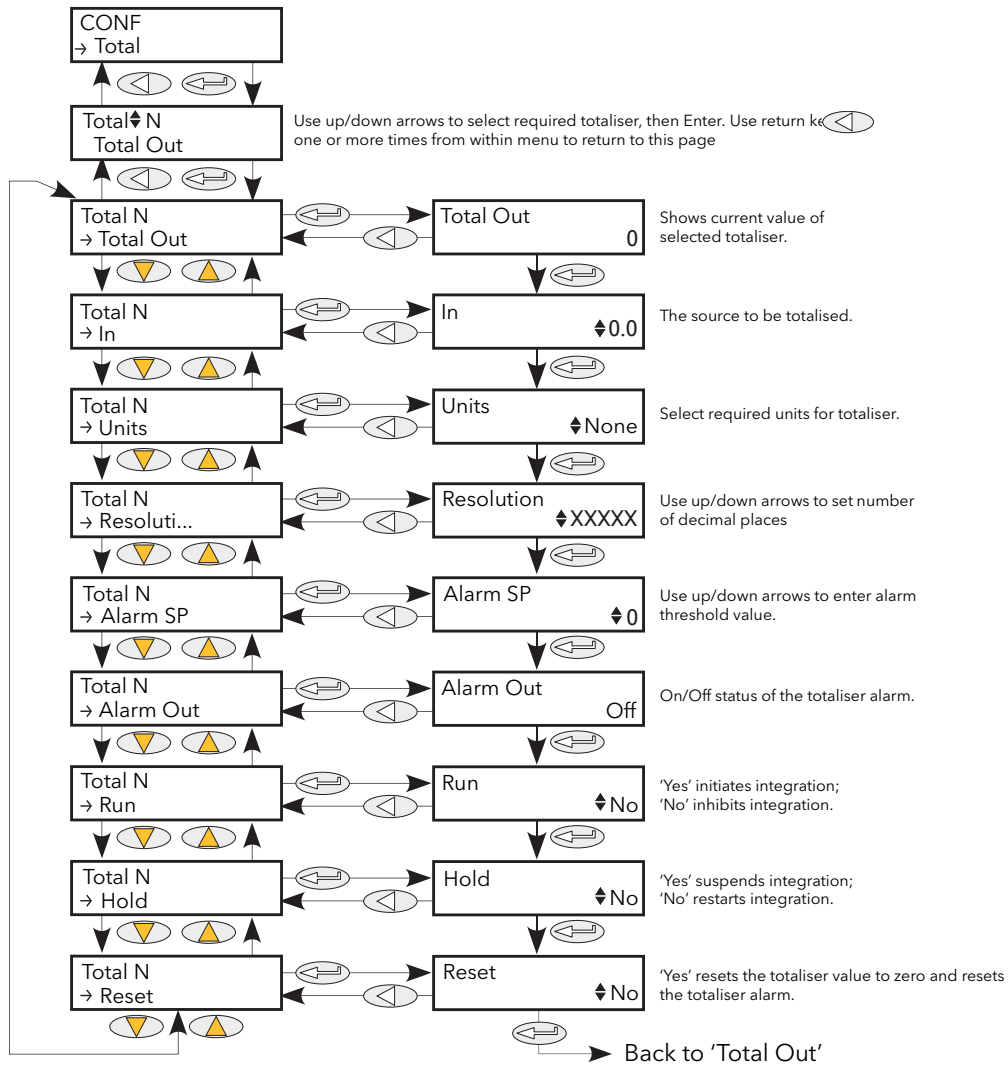 CONF
→ Total
Total♦ N
Total Out
Use up/down arrows to select required totaliser, then Enter. Use return ke
one or more times from within menu to return to this page
Total N
→ Total Out
Total Out
0
Shows current value of
selected totaliser.
Total N
→ In
In
♦0.0
The source to be totalised.
Total N
→ Units
Units
♦None
Select required units for totaliser.
Total N
→ Resoluti...
Resolution
♦XXXXX
Use up/down arrows to set number
of decimal places
Total N
→ Alarm SP
Alarm SP
♦0
Use up/down arrows to enter alarm
threshold value.
Total N
→ Alarm Out
Alarm Out
Off
On/Off status of the totaliser alarm.
Total N
→ Run
Run
♦No
'Yes' initiates integration;
'No' inhibits integration.
Total N
→ Hold
Hold
♦No
'Yes' suspends integration;
'No' restarts integration.
Total N
→ Reset
Reset
♦No
'Yes' resets the totaliser value to zero and resets
the totaliser alarm.
Back to 'Total Out'